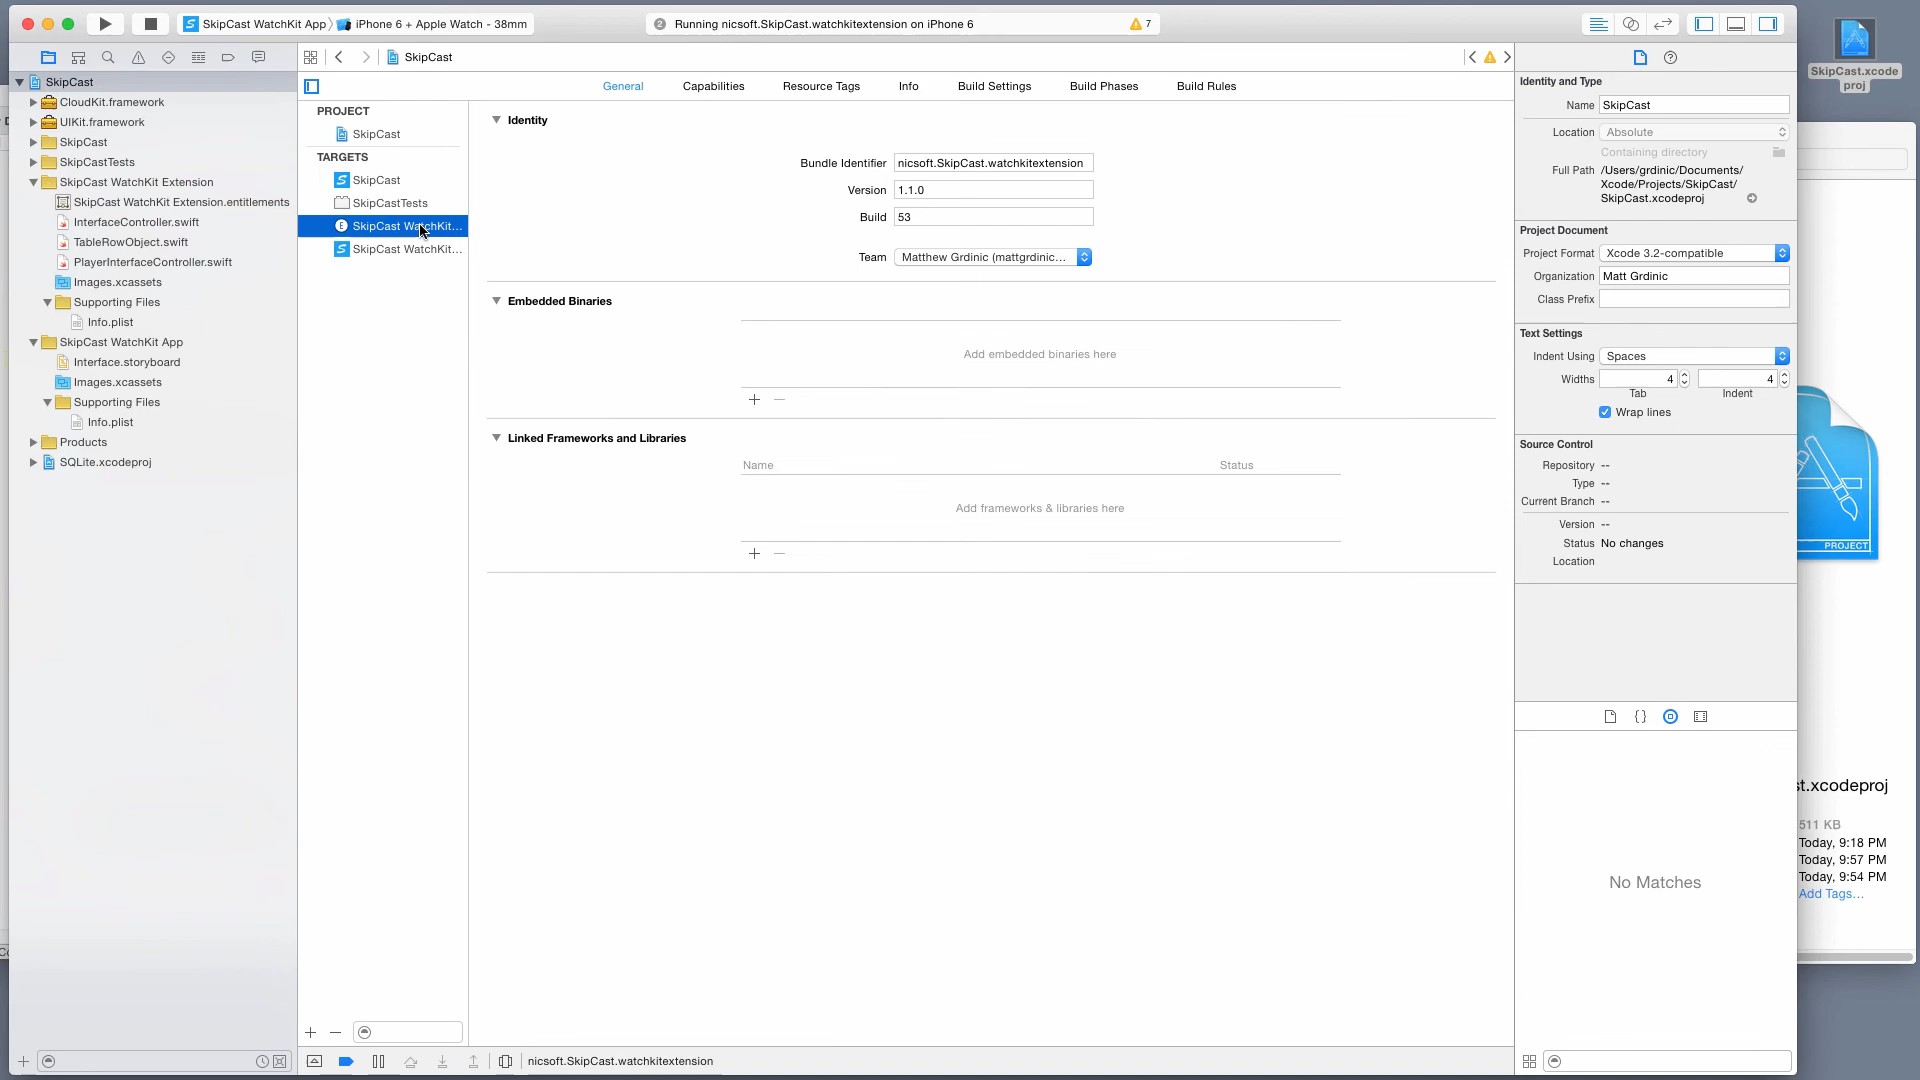 SkipCast WatchKit App
iPhone 6 + Apple Watch - 38mm
2
Running nicsoft.SkipCast.watchkitextension on iPhone 6
7
SkipCast.xcode
proj
SkipCast
SkipCast
General
Capabilities
Resource Tags
Info
Build Settings
Build Phases
Build Rules
CloudKit.framework
UIKit.framework
SkipCast
SkipCastTests
SkipCast WatchKit Extension
SkipCast WatchKit Extension.entitlements
InterfaceController.swift
TableRowObject.swift
PlayerInterfaceController.swift
Images.xcassets
Supporting Files
Info.plist
SkipCast WatchKit App
Interface.storyboard
Images.xcassets
Supporting Files
Info.plist
Products
SQLite.xcodeproj
PROJECT
SkipCast
TARGETS
SkipCast
SkipCastTests
SkipCast WatchKit...
SkipCast WatchKit...
Identity
Bundle Identifier nicsoft.SkipCast.watchkitextension
Version 1.1.0
Build 53
Team Matthew Grdinic (mattgrdinic...
Embedded Binaries
Add embedded binaries here
Linked Frameworks and Libraries
Name Status
Add frameworks & libraries here
nicsoft.SkipCast.watchkitextension
Identity and Type
Name SkipCast
Location Absolute
Containing directory
Full Path /Users/grdinic/Documents/
Xcode/Projects/SkipCast/
SkipCast.xcodeproj
Project Document
Project Format Xcode 3.2-compatible
Organization Matt Grdinic
Class Prefix
Text Settings
Indent Using Spaces
Widths 4 4
Tab Indent
Wrap lines
Source Control
Repository --
Type --
Current Branch --
Version --
Status No changes
Location
No Matches
PROJECT
st.xcodeproj
511 KB
Today, 9:18 PM
Today, 9:57 PM
Today, 9:54 PM
Add Tags...